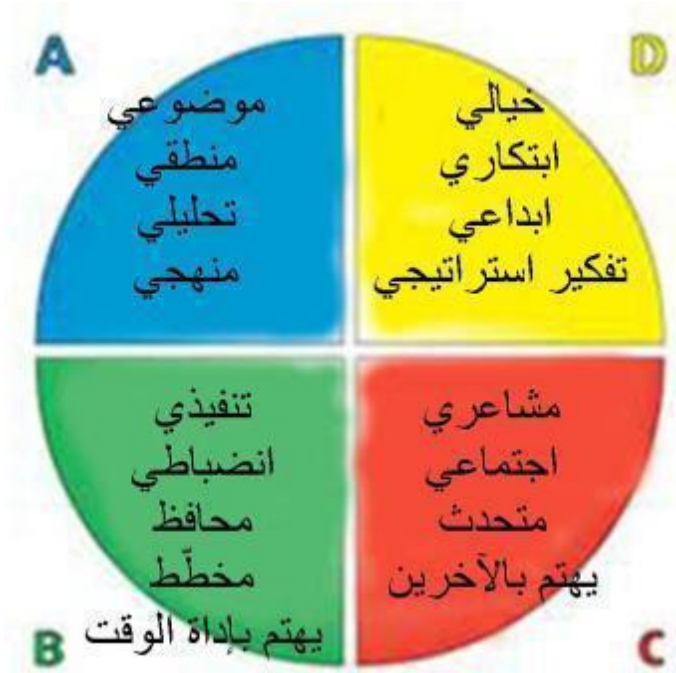 A
موضوعي
منطقي
تحليلي
منهجي
D
خيالي
ابتكاري
ابداعي
تفكير استراتيجي
B
تنفيذي
انضباطي
محافظ
مخطّط
يهتم بإداة الوقت
C
مشاعري
اجتماعي
متحدث
يهتم بالآخرين